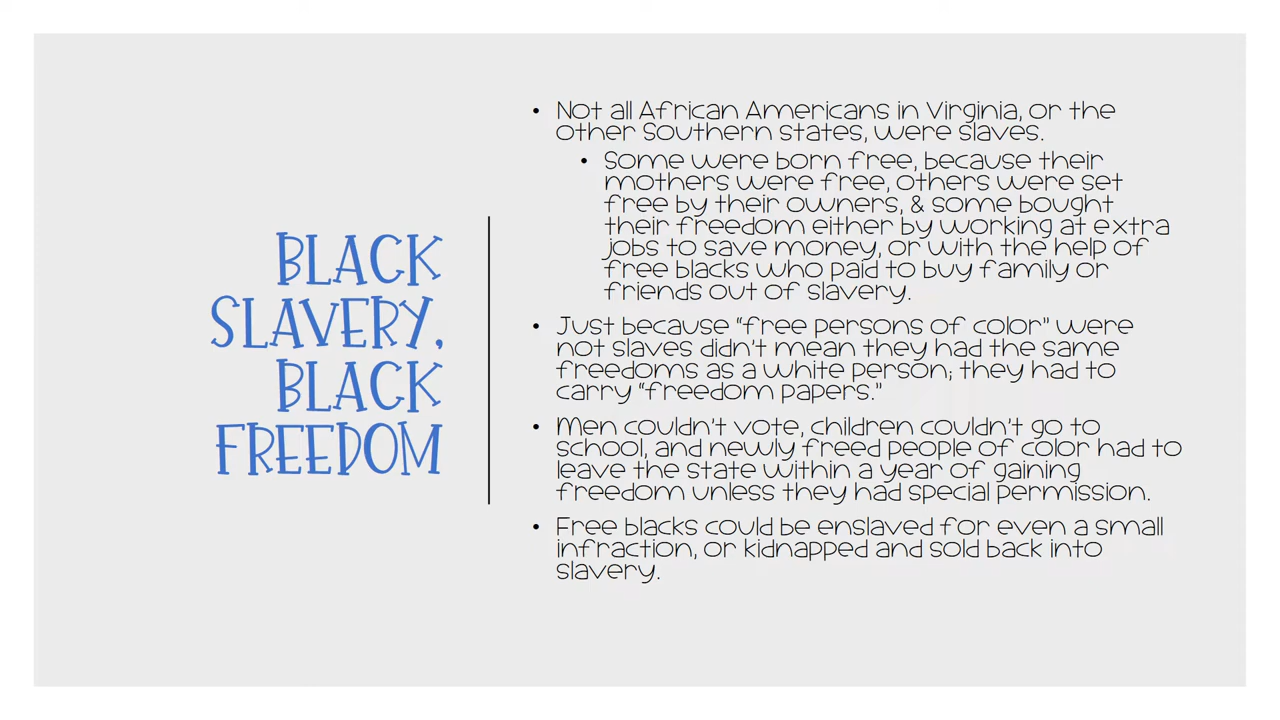 BLACK
SLAVERY,
BLACK
FREEDOM
• Not all African Americans in Virginia, or the
other Southern states, were slaves.
• Some were born free, because their
mothers were free, others were set
free by their owners, & some bought
their freedom either by working at extra
jobs to save money, or with the help of
free blacks who paid to buy family or
friends out of slavery.
• Just because “free persons of color” were
not slaves didn’t mean they had the same
freedoms as a white person; they had to
carry “freedom papers.”
• Men couldn’t vote, children couldn’t go to
school, and newly freed people of color had to
leave the state within a year of gaining
freedom unless they had special permission.
• Free blacks could be enslaved for even a small
infraction, or kidnapped and sold back into
slavery.